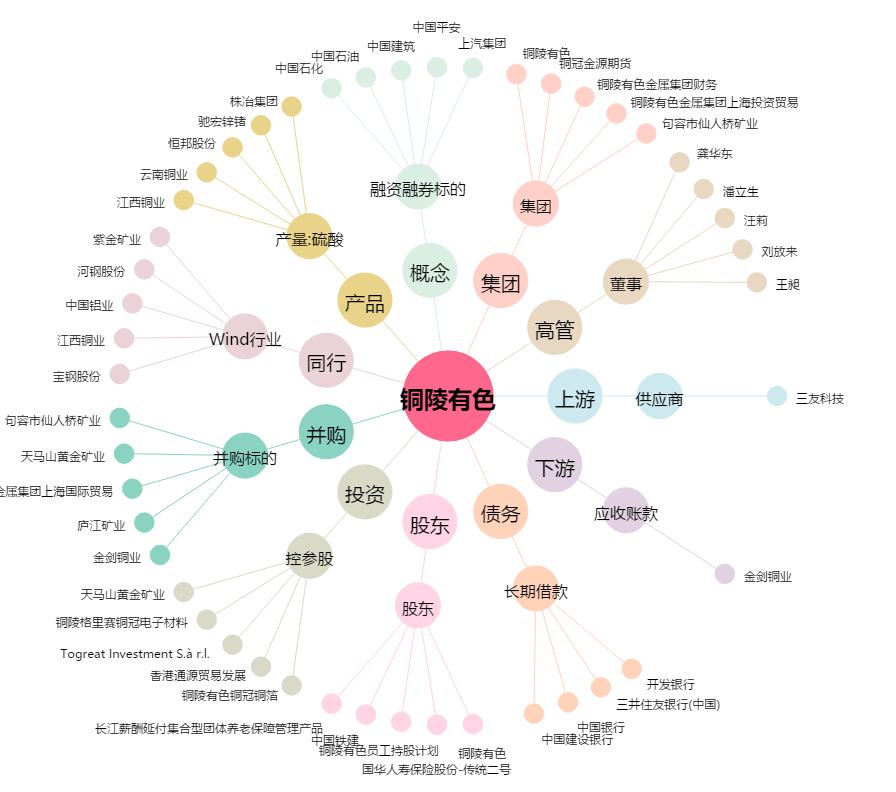 中国平安
上汽集团
中国建筑
中国石油
中国石化
铜陵有色
铜冠金源期货
铜陵有色金属集团财务
铜陵有色金属集团上海投资贸易
句容市仙人桥矿业
株冶集团
驰宏锌锗
恒邦股份
云南铜业
江西铜业
融资融券标的
集团
龚华东
潘立生
汪莉
刘放来
王昶
紫金矿业
河钢股份
中国铝业
江西铜业
宝钢股份
产量:硫酸
概念
集团
董事
产品
高管
Wind行业
同行
铜陵有色
上游
供应商
三友科技
句容市仙人桥矿业
天马山黄金矿业
金属集团上海国际贸易
庐江矿业
金剑铜业
并购标的
并购
下游
应收账款
金剑铜业
投资
股东
债务
控参股
股东
长期借款
天马山黄金矿业
铜陵格里赛铜冠电子材料
Togreat Investment S.à r.l.
香港通源贸易发展
铜陵有色铜冠铜箔
开发银行
三井住友银行(中国)
中国银行
中国建设银行
长江薪酬延付集合型团体养老保障管理产品
中国铁建
铜陵有色员工持股计划
国华人寿保险股份-传统二号
铜陵有色